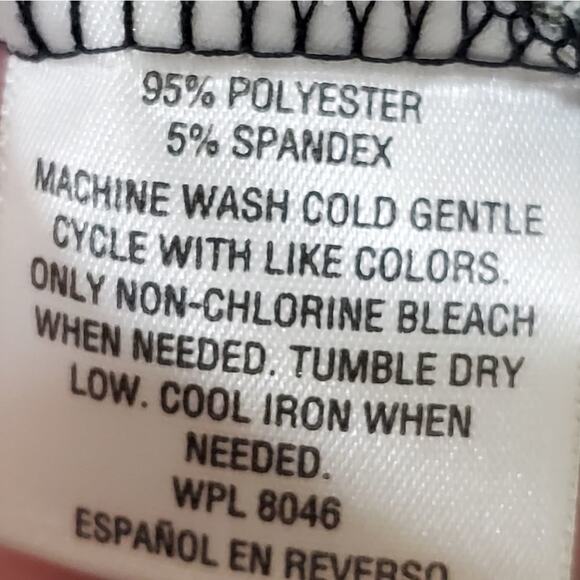 95% POLYESTER
5% SPANDEX
MACHINE WASH COLD GENTLE
CYCLE WITH LIKE COLORS.
ONLY NON-CHLORINE BLEACH
WHEN NEEDED. TUMBLE DRY
LOW. COOL IRON WHEN
NEEDED.
WPL 8046
ESPAÑOL EN REVERSO